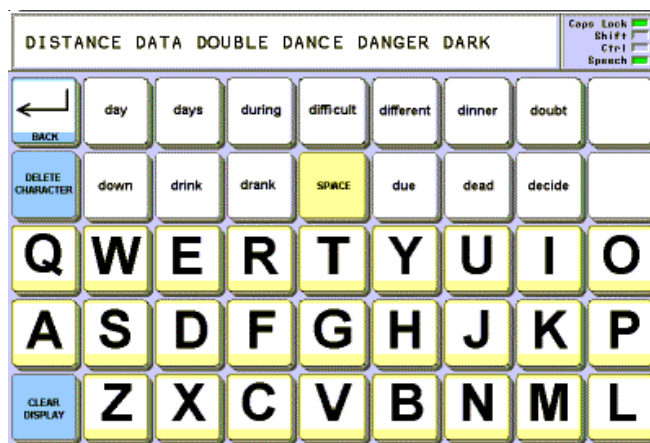 DISTANCE DATA DOUBLE DANCE DANGER DARK
Caps Lock
Shift
Ctrl
Speech
BACK day days during difficult different dinner doubt
DELETE CHARACTER down drink drank SPACE due dead decide
Q W E R T Y U I O
A S D F G H J K P
CLEAR DISPLAY Z X C V B N M L